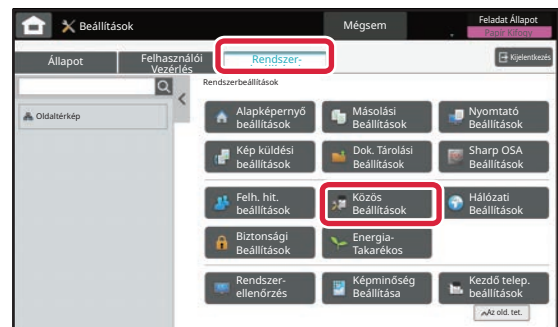 Beállítások
Mégsem
Feladat Állapot
Papír Kifogy
Állapot
Felhasználói
Vezérlés
Rendszer-
Kijelentkezés
Rendszerbeállítások
Oldaltérkép
Alapképernyő
beállítások
Másolási
Beállítások
Nyomtató
Beállítások
Kép küldési
beállítások
Dok. Tárolási
Beállítások
Sharp OSA
Beállítások
Felh. hit.
beállítások
Közös
Beállítások
Hálózati
Beállítások
Biztonsági
Beállítások
Energia-
Takarékos
Rendszer-
ellenőrzés
Képminőség
Beállítása
Kezdő telep.
beállítások
Az old. tet.